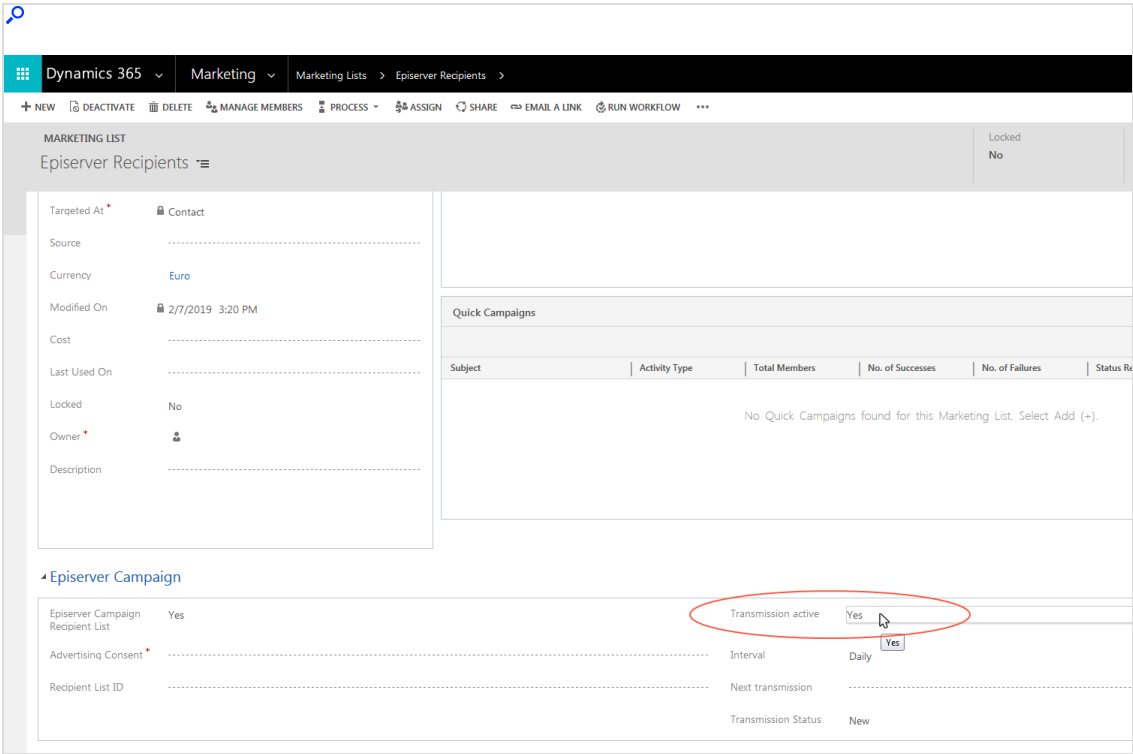 Dynamics 365 Marketing Marketing Lists > Episerver Recipients >
NEW DEACTIVATE DELETE MANAGE MEMBERS PROCESS ASSIGN SHARE EMAIL A LINK RUN WORKFLOW •••
MARKETING LIST
Episerver Recipients
Locked
No
Targeted At * Contact
Source
Currency Euro
Modified On 2/7/2019 3:20 PM
Cost
Last Used On
Locked No
Owner *
Description
Quick Campaigns
Subject Activity Type Total Members No. of Successes No. of Failures Status Re
No Quick Campaigns found for this Marketing List. Select Add (+).
Episerver Campaign
Episerver Campaign
Recipient List
Yes
Advertising Consent *
Recipient List ID
Transmission active Yes
Yes
Interval Daily
Next transmission
Transmission Status New